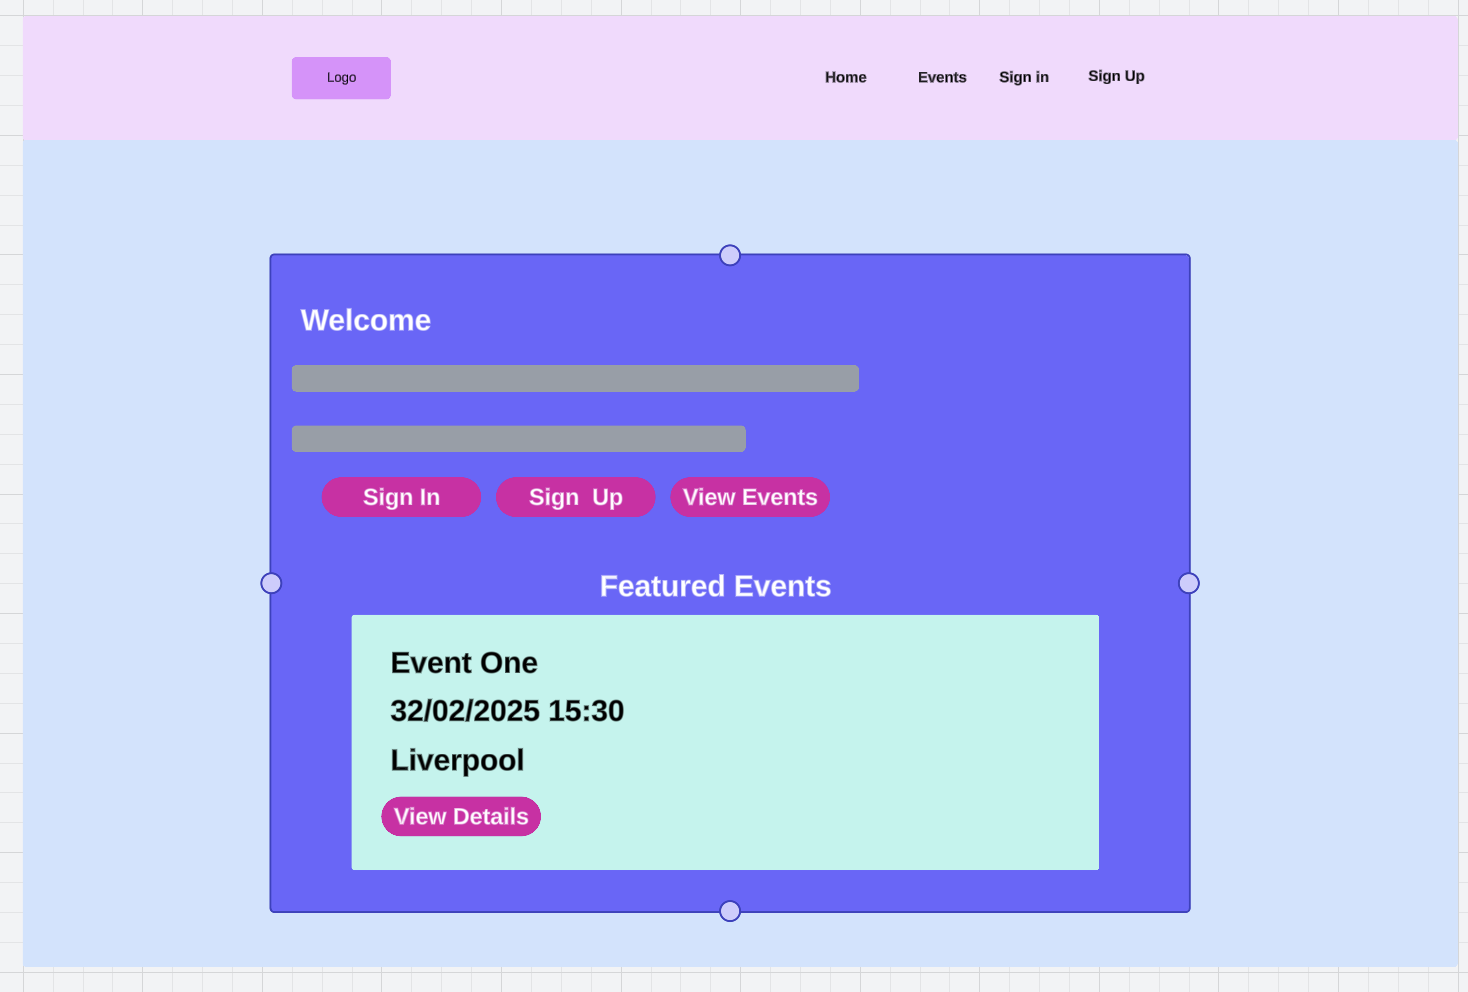 Logo
Home Events Sign in Sign Up
Welcome
Sign In Sign  Up View Events
Featured Events
Event One
32/02/2025 15:30
Liverpool
View Details